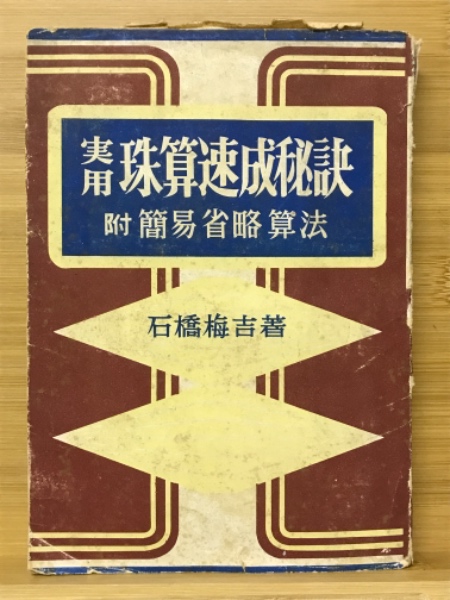 実用 珠算速成秘訣
附 簡易省略算法
石橋梅吉著